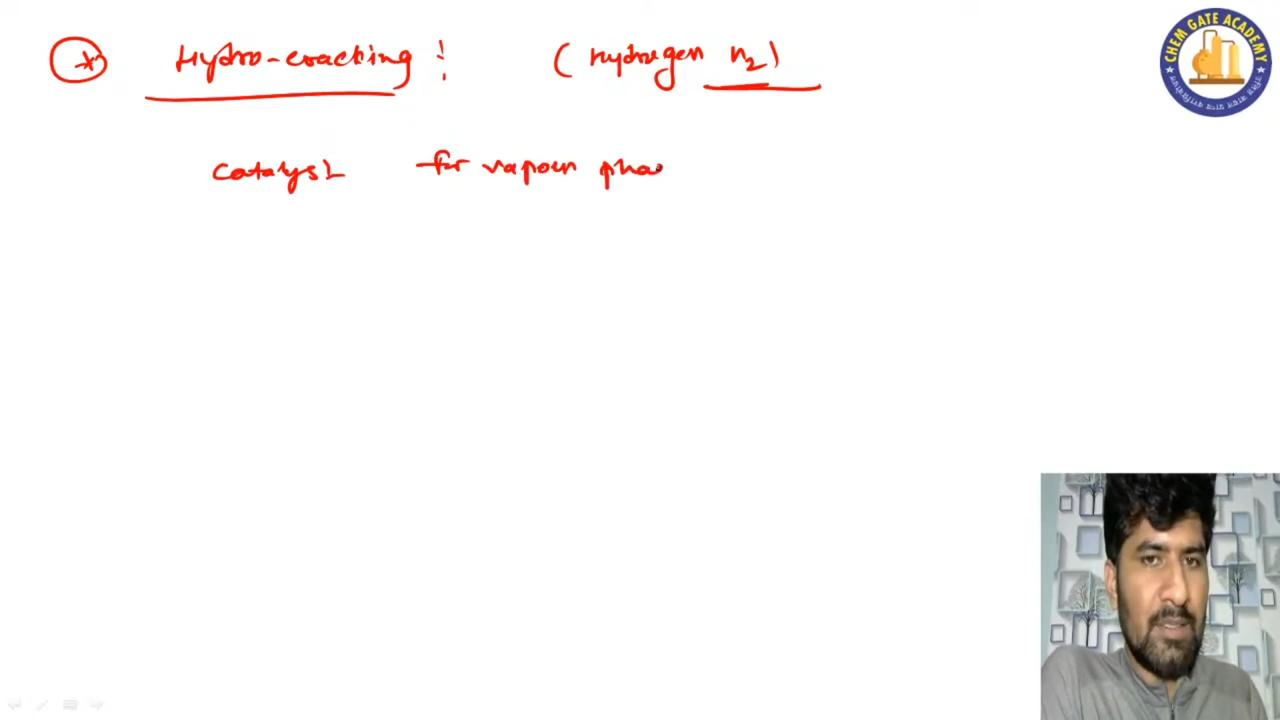 Hydro-cracking : (Hydrogen H2)
catalyst for vapour phas
CHEM GATE ACADEMY